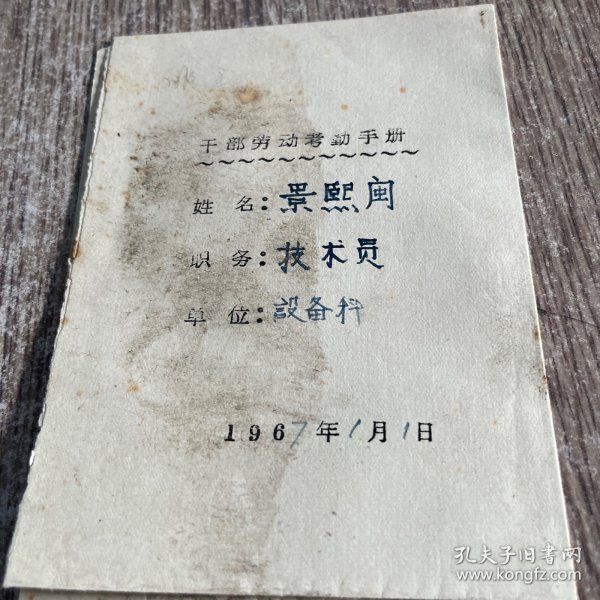 干部劳动考勤手册
姓名：景熙闽
职务：技术员
单位：設备科
1967年1月1日
孔夫子旧书网
www.kongfz.com